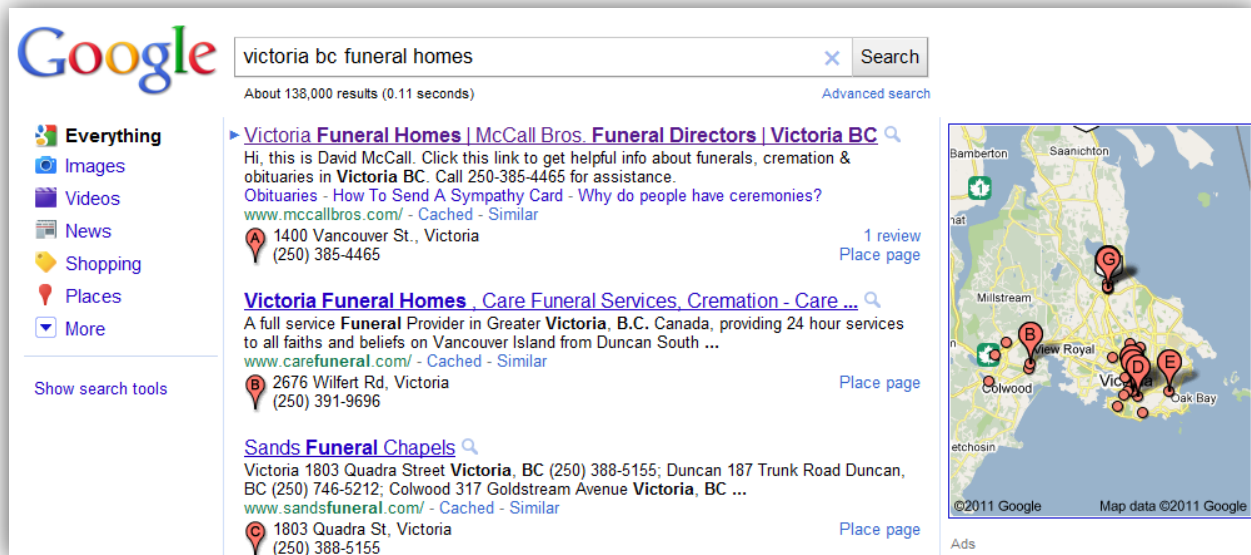 Google
victoria bc funeral homes
Search
About 138,000 results (0.11 seconds)
Advanced search
Everything
Images
Videos
News
Shopping
Places
More
Show search tools
Victoria Funeral Homes | McCall Bros. Funeral Directors | Victoria BC
Hi, this is David McCall. Click this link to get helpful info about funerals, cremation &
obituaries in Victoria BC. Call 250-385-4465 for assistance.
Obituaries - How To Send A Sympathy Card - Why do people have ceremonies?
www.mccallbros.com/ - Cached - Similar
A 1400 Vancouver St., Victoria 1 review
(250) 385-4465 Place page
Victoria Funeral Homes , Care Funeral Services, Cremation - Care ...
A full service Funeral Provider in Greater Victoria, B.C. Canada, providing 24 hour services
to all faiths and beliefs on Vancouver Island from Duncan South ...
www.carefuneral.com/ - Cached - Similar
B 2676 Wilfert Rd, Victoria Place page
(250) 391-9696
Sands Funeral Chapels
Victoria 1803 Quadra Street Victoria, BC (250) 388-5155; Duncan 187 Trunk Road Duncan,
BC (250) 746-5212; Colwood 317 Goldstream Avenue Victoria, BC ...
www.sandsfuneral.com/ - Cached - Similar
C 1803 Quadra St, Victoria Place page
(250) 388-5155
Bamberton
Saanichton
1
G
Millstream
B
View Royal
D
E
Colwood
Oak Bay
etchosin
©2011 Google Map data ©2011 Google
Ads